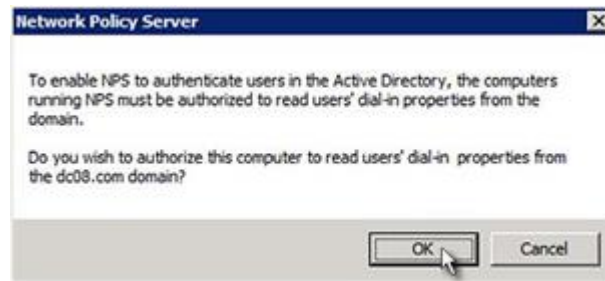 Network Policy Server
To enable NPS to authenticate users in the Active Directory, the computers
running NPS must be authorized to read users' dial-in properties from the
domain.
Do you wish to authorize this computer to read users' dial-in properties from
the dc08.com domain?
OK Cancel